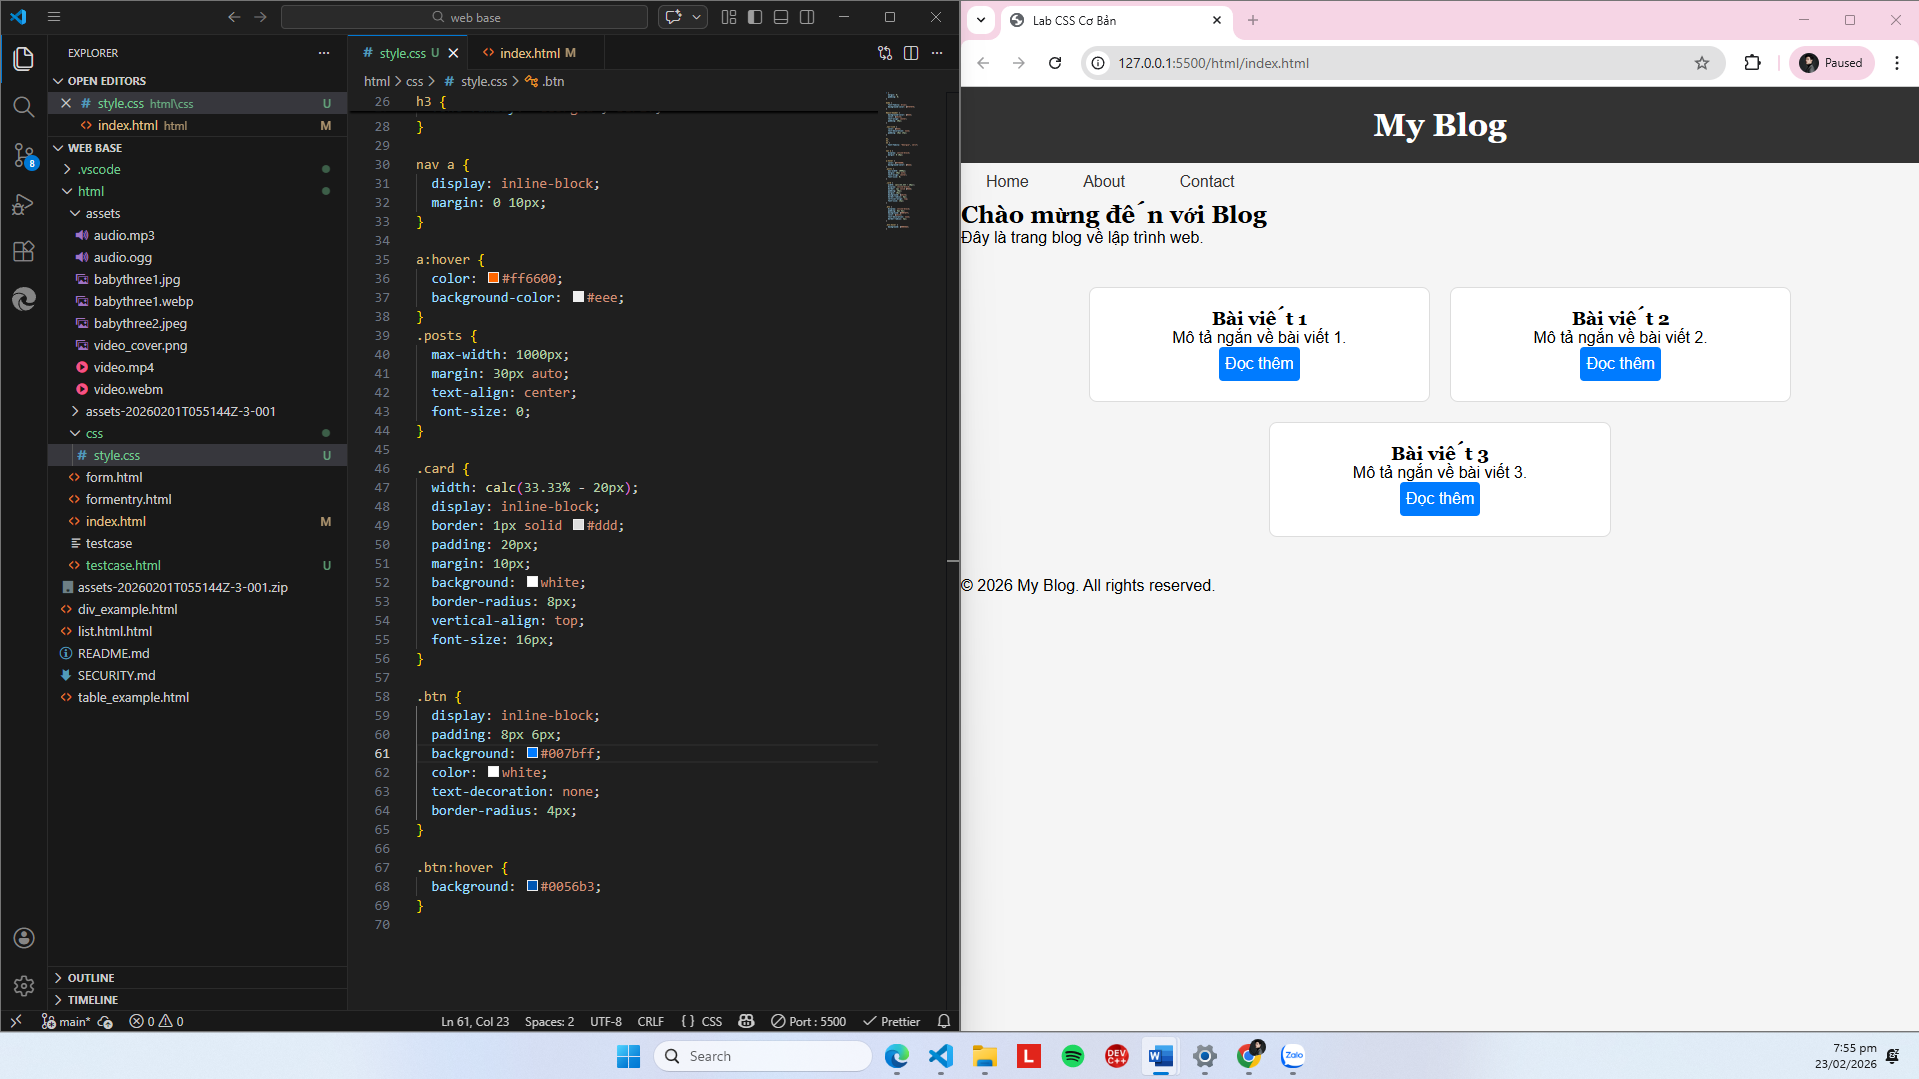 web base
EXPLORER
OPEN EDITORS
style.css html\css U
index.html html M
WEB BASE
.vscode
html
assets
audio.mp3
audio.ogg
babythree1.jpg
babythree1.webp
babythree2.jpeg
video_cover.png
video.mp4
video.webm
assets-20260201T055144Z-3-001
css
style.css U
form.html
formentry.html
index.html M
testcase
testcase.html U
assets-20260201T055144Z-3-001.zip
div_example.html
list.html.html
README.md
SECURITY.md
table_example.html
OUTLINE
TIMELINE
8
style.css U
index.html M
html > css > # style.css > .btn
26 h3 {
28 }
29
30 nav a {
31 display: inline-block;
32 margin: 0 10px;
33 }
34
35 a:hover {
36 color: #ff6600;
37 background-color: #eee;
38 }
39 .posts {
40 max-width: 1000px;
41 margin: 30px auto;
42 text-align: center;
43 font-size: 0;
44 }
45
46 .card {
47 width: calc(33.33% - 20px);
48 display: inline-block;
49 border: 1px solid #ddd;
50 padding: 20px;
51 margin: 10px;
52 background: white;
53 border-radius: 8px;
54 vertical-align: top;
55 font-size: 16px;
56 }
57
58 .btn {
59 display: inline-block;
60 padding: 8px 6px;
61 background: #007bff;
62 color: white;
63 text-decoration: none;
64 border-radius: 4px;
65 }
66
67 .btn:hover {
68 background: #0056b3;
69 }
70
main* 0 0 Ln 61, Col 23 Spaces: 2 UTF-8 CRLF { } CSS Port : 5500 Prettier
Lab CSS Cơ Bản
127.0.0.1:5500/html/index.html
Paused
My Blog
Home About Contact
Chào mừng đến với Blog
Đây là trang blog về lập trình web.
Bài viết 1
Mô tả ngắn về bài viết 1.
Đọc thêm
Bài viết 2
Mô tả ngắn về bài viết 2.
Đọc thêm
Bài viết 3
Mô tả ngắn về bài viết 3.
Đọc thêm
© 2026 My Blog. All rights reserved.
Search
L
DEV C++
W
Zalo
7:55 pm
23/02/2026